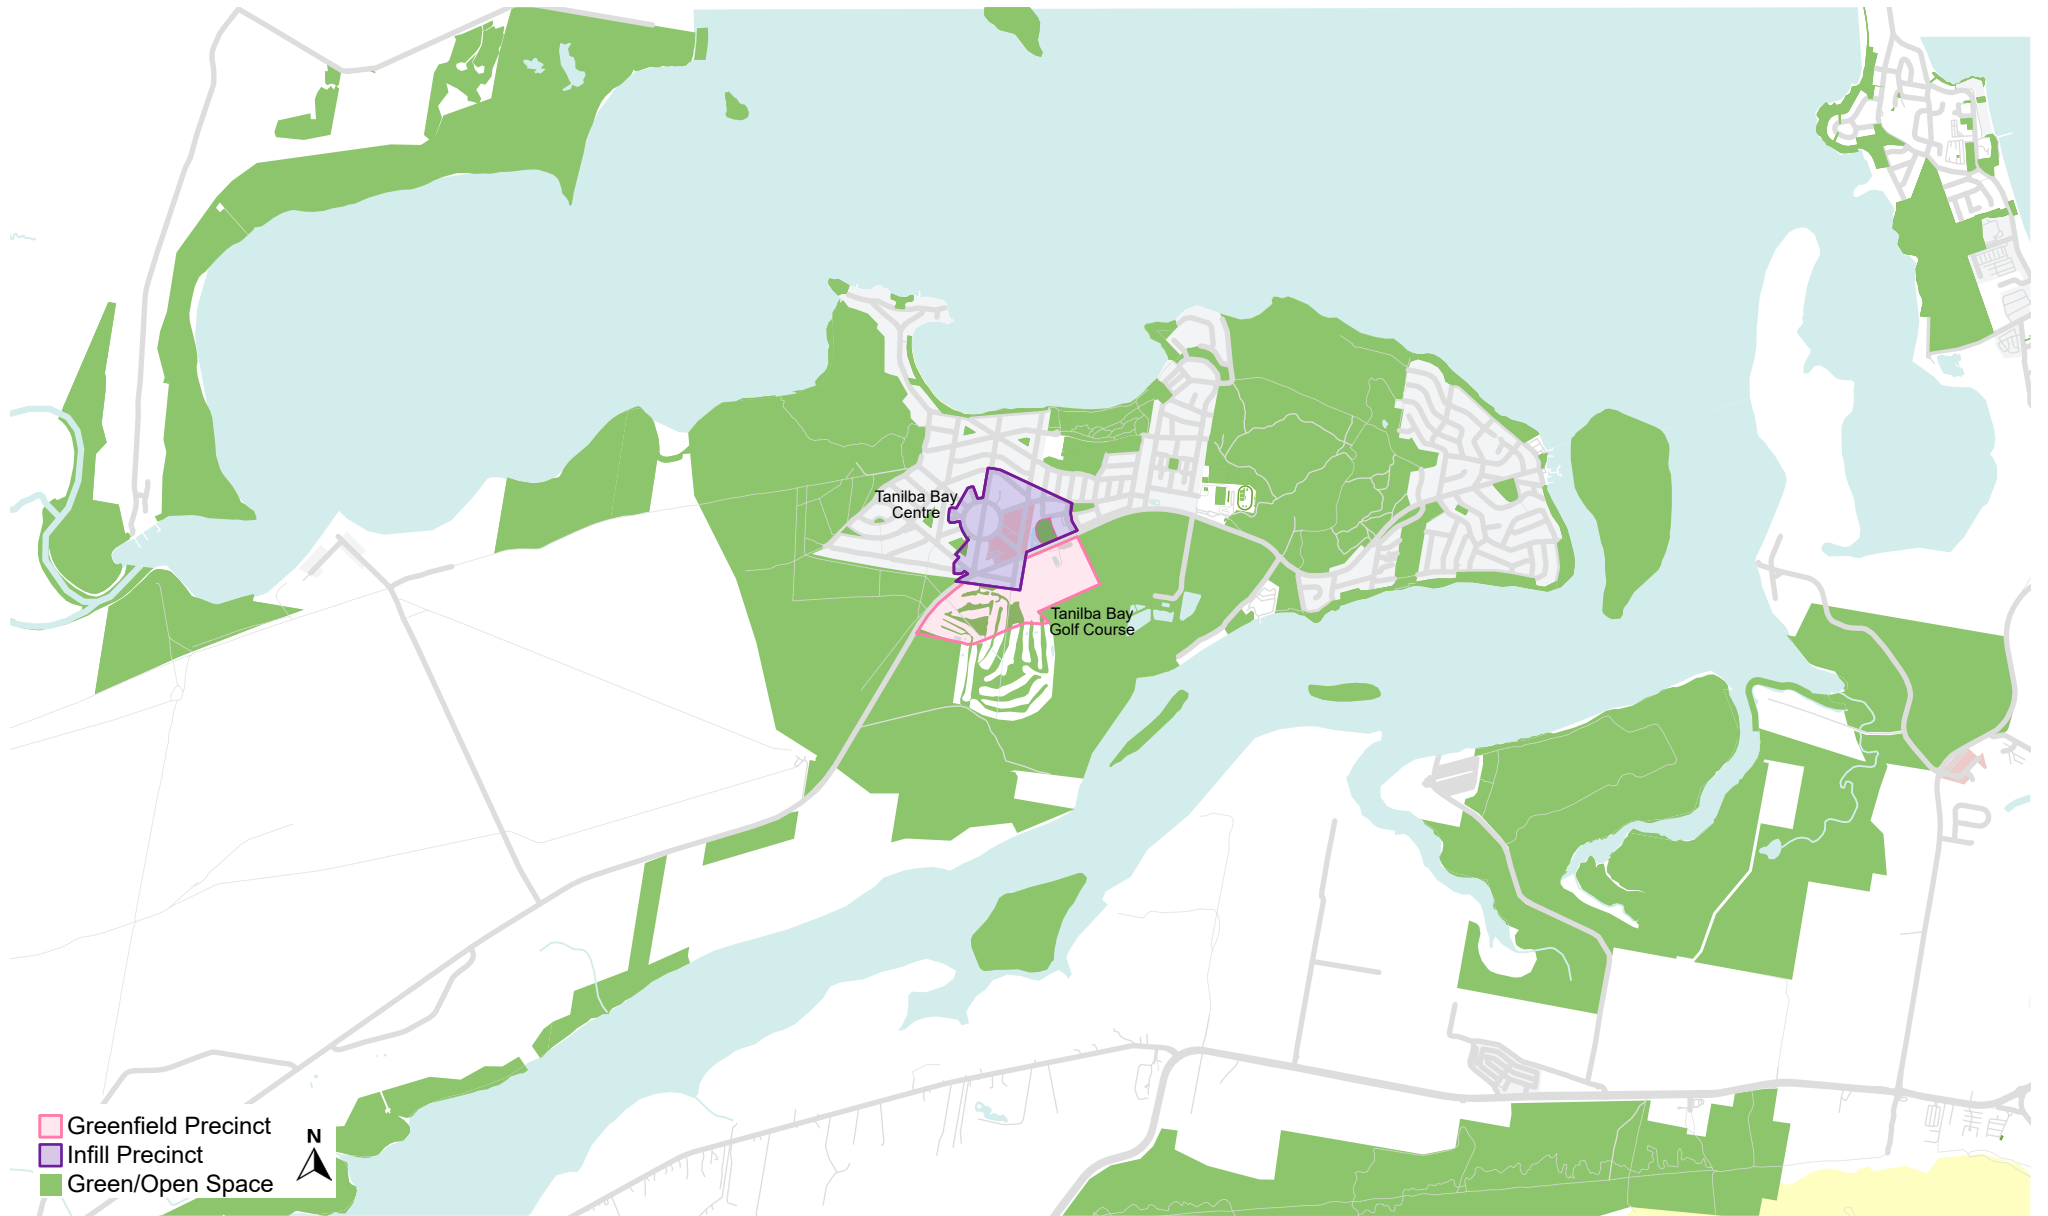 Tanilba Bay
Centre
Tanilba Bay
Golf Course
Greenfield Precinct
Infill Precinct
Green/Open Space
N